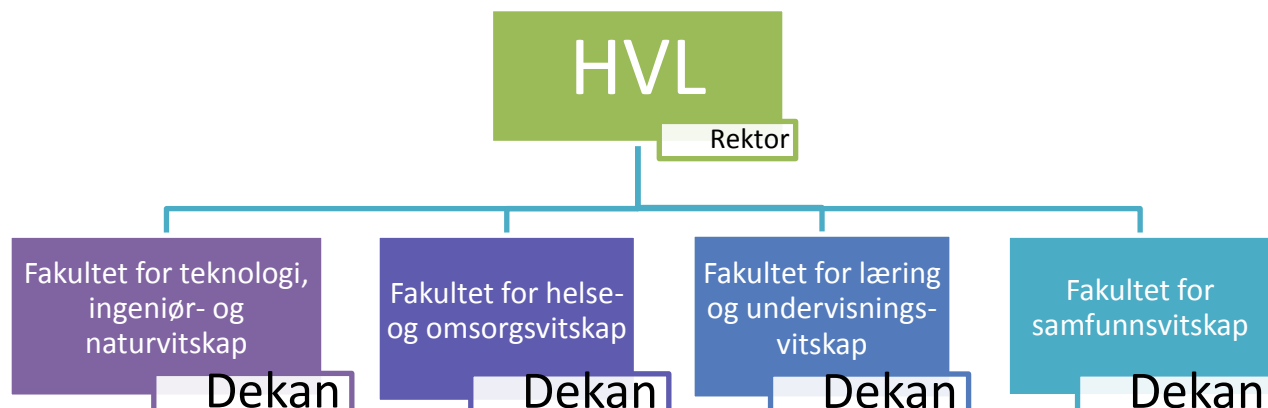 HVL
Rektor
Fakultet for teknologi,
ingeniør- og
naturvitskap
Dekan
Fakultet for helse-
og omsorgsvitskap
Dekan
Fakultet for læring
og undervisnings-
vitskap
Dekan
Fakultet for
samfunnsvitskap
Dekan